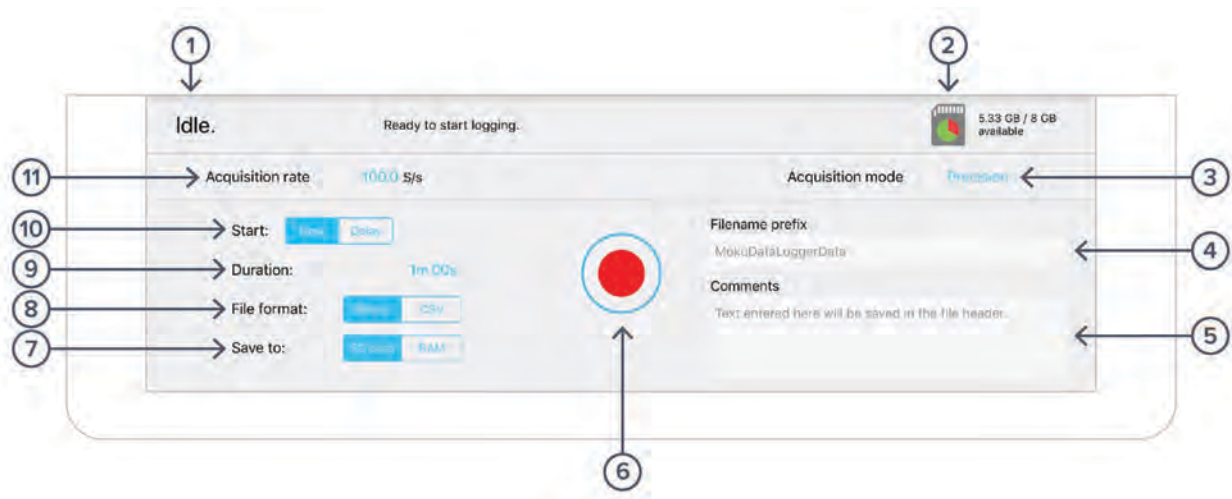 1
2
Idle.
Ready to start logging.
5.33 GB / 8 GB
available
11
Acquisition rate
100.0 S/s
Acquisition mode
Precision
3
10
Start:
Delay
Filename prefix
4
MokuDataLoggerData
9
Duration:
1m 00s
Comments
8
File format:
CSV
Text entered here will be saved in the file header.
5
7
Save to:
SD card
RAM
6